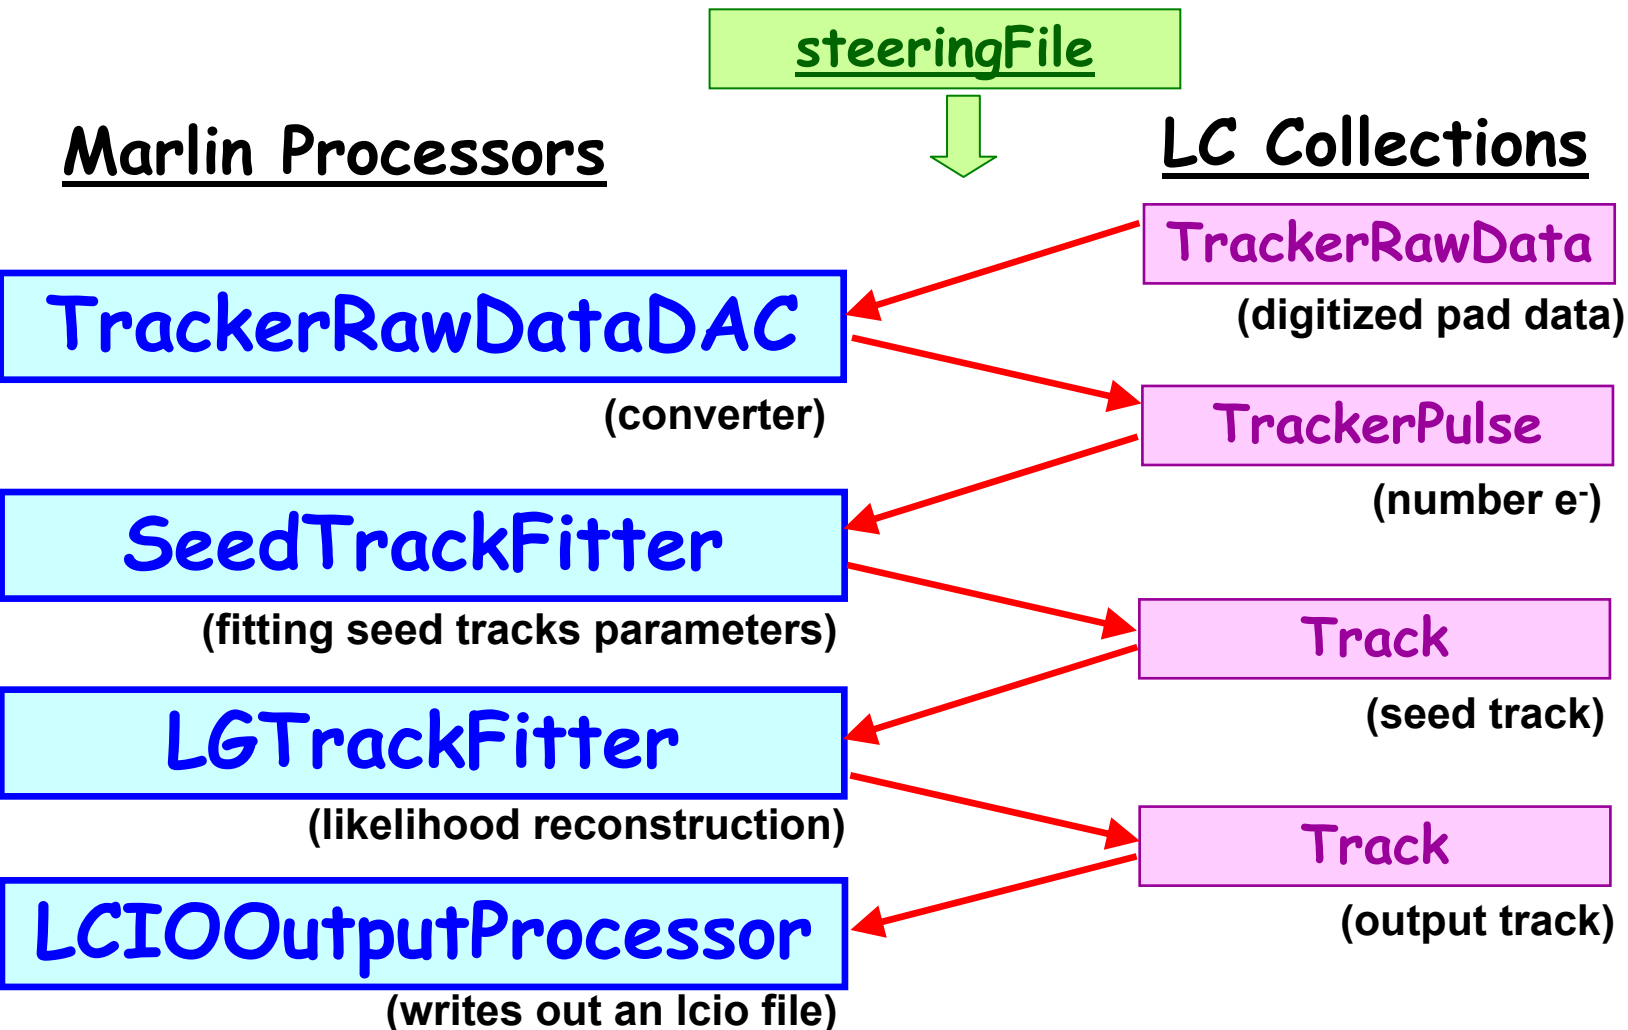 steeringFile
Marlin Processors
LC Collections
TrackerRawData
(digitized pad data)
TrackerRawDataDAC
(converter)
TrackerPulse
(number e⁻)
SeedTrackFitter
(fitting seed tracks parameters)
Track
(seed track)
LGTrackFitter
(likelihood reconstruction)
Track
(output track)
LCIOOutputProcessor
(writes out an lcio file)